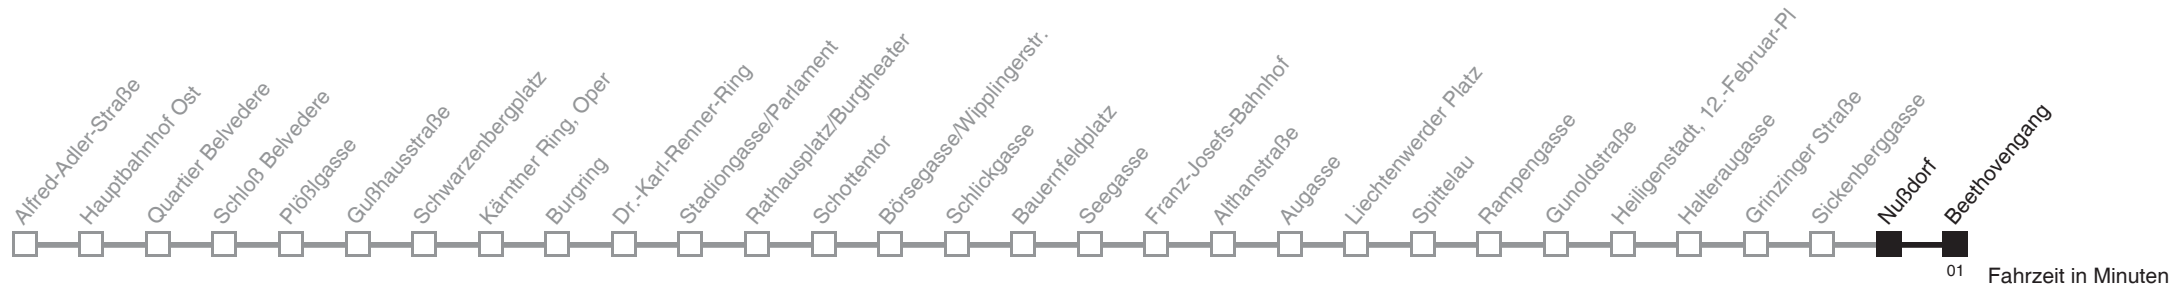 Alfred-Adler-Straße
Hauptbahnhof Ost
Quartier Belvedere
Schloß Belvedere
Plößlgasse
Gußhausstraße
Schwarzenbergplatz
Kärntner Ring, Oper
Burgring
Dr.-Karl-Renner-Ring
Stadiongasse/Parlament
Rathausplatz/Burgtheater
Schottentor
Börsegasse/Wipplingerstr.
Schlickgasse
Bauernfeldplatz
Seegasse
Franz-Josefs-Bahnhof
Althanstraße
Augasse
Liechtenwerder Platz
Spittelau
Rampengasse
Gunoldstraße
Heiligenstadt, 12.-Februar-Pl
Halteraugasse
Grinzinger Straße
Sickenberggasse
Nußdorf
Beethovengang
01
Fahrzeit in Minuten